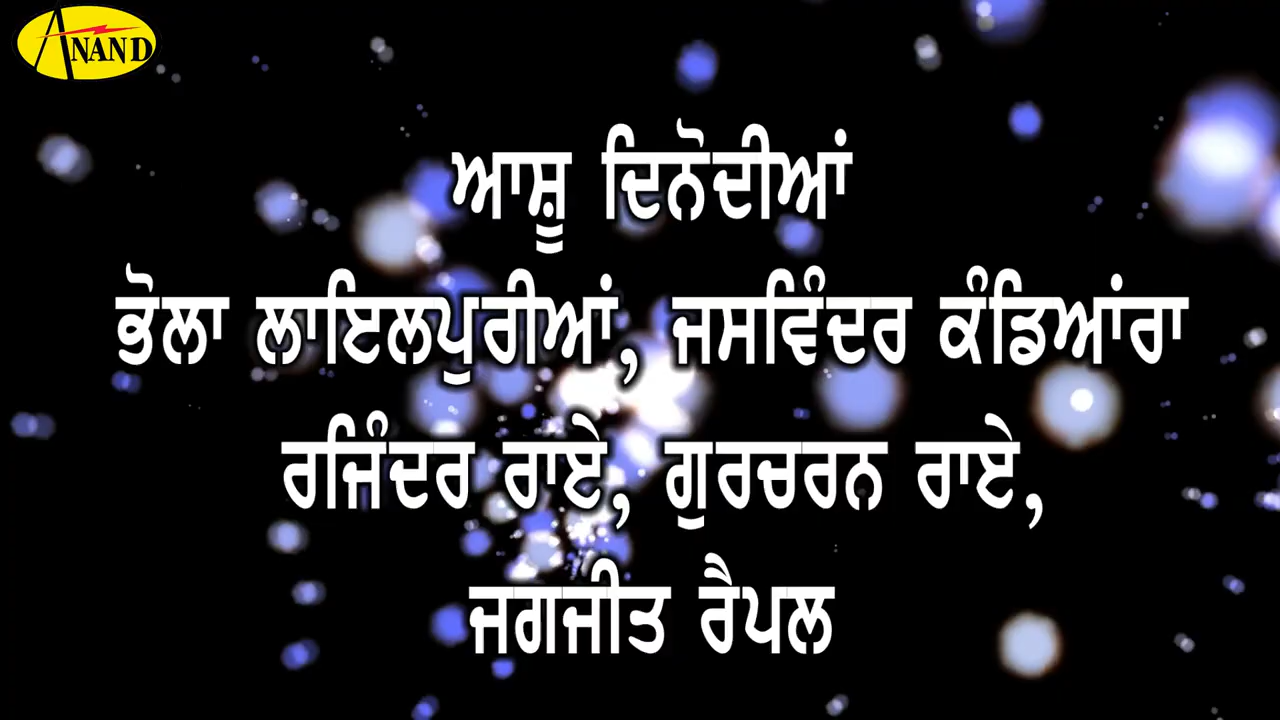 ANAND
ਆਸ਼ੂ ਦਿਨੋਦੀਆਂ
ਭੋਲਾ ਲਾਇਲਪੁਰੀਆਂ, ਜਸਵਿੰਦਰ ਕੰਡਿਆਂਰਾ
ਰਜਿੰਦਰ ਰਾਏ, ਗੁਰਚਰਨ ਰਾਏ,
ਜਗਜੀਤ ਰੈਪਲ